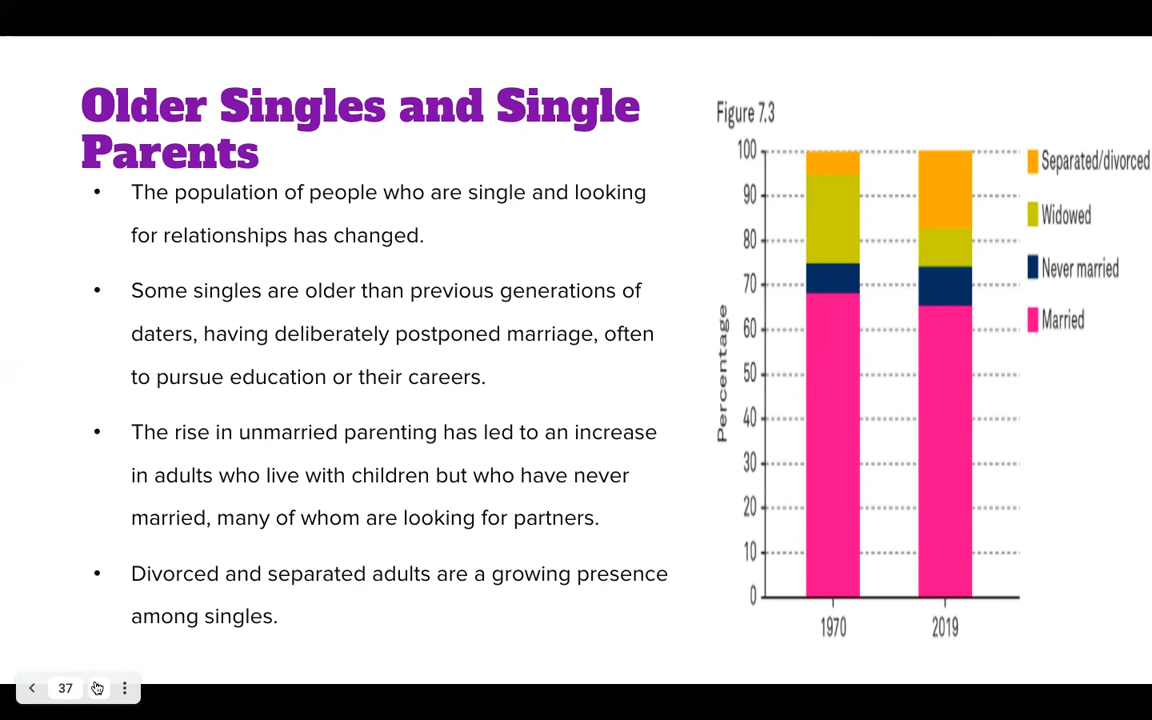 Older Singles and Single
Parents
• The population of people who are single and looking
for relationships has changed.
• Some singles are older than previous generations of
daters, having deliberately postponed marriage, often
to pursue education or their careers.
• The rise in unmarried parenting has led to an increase
in adults who live with children but who have never
married, many of whom are looking for partners.
• Divorced and separated adults are a growing presence
among singles.
Figure 7.3
Percentage
100
90
80
70
60
50
40
30
20
10
0
1970
2019
Separated/divorced
Widowed
Never married
Married
37